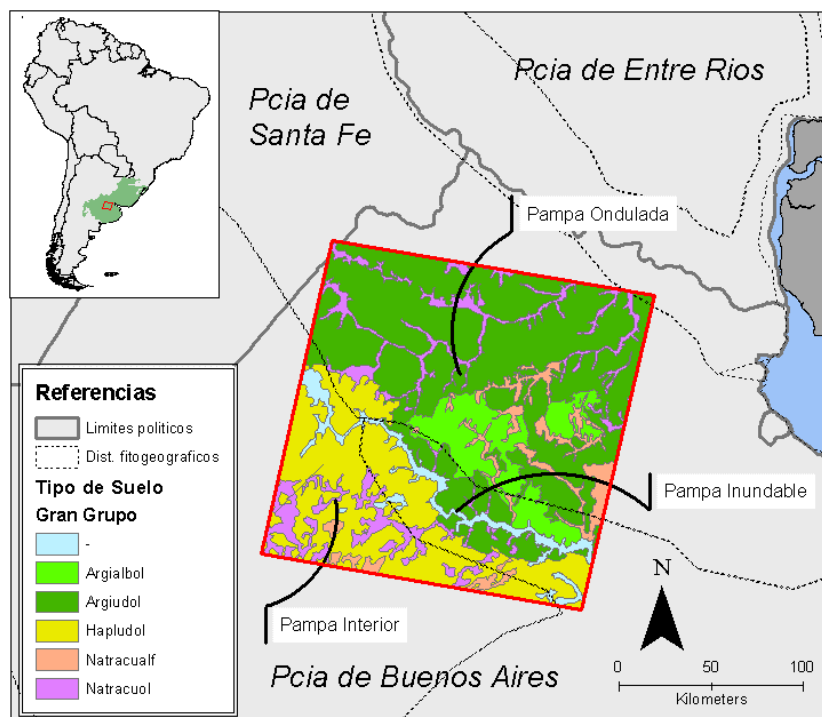 Pcia de Entre Rios
Pcia de
Santa Fe
Pampa Ondulada
Referencias
Limites politicos
Dist. fitogeograficos
Tipo de Suelo
Gran Grupo
-
Argialbol
Argiudol
Hapludol
Natracualf
Natracuol
Pampa Inundable
Pampa Interior
Pcia de Buenos Aires
N
0 50 100
Kilometers